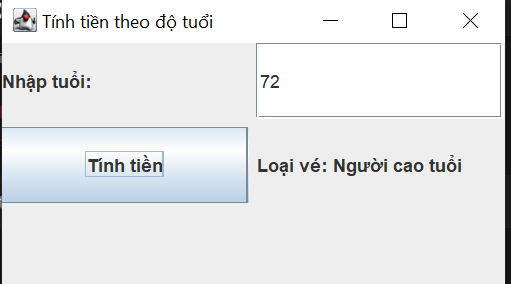 Tính tiền theo độ tuổi
Nhập tuổi:
72
Tính tiền
Loại vé: Người cao tuổi